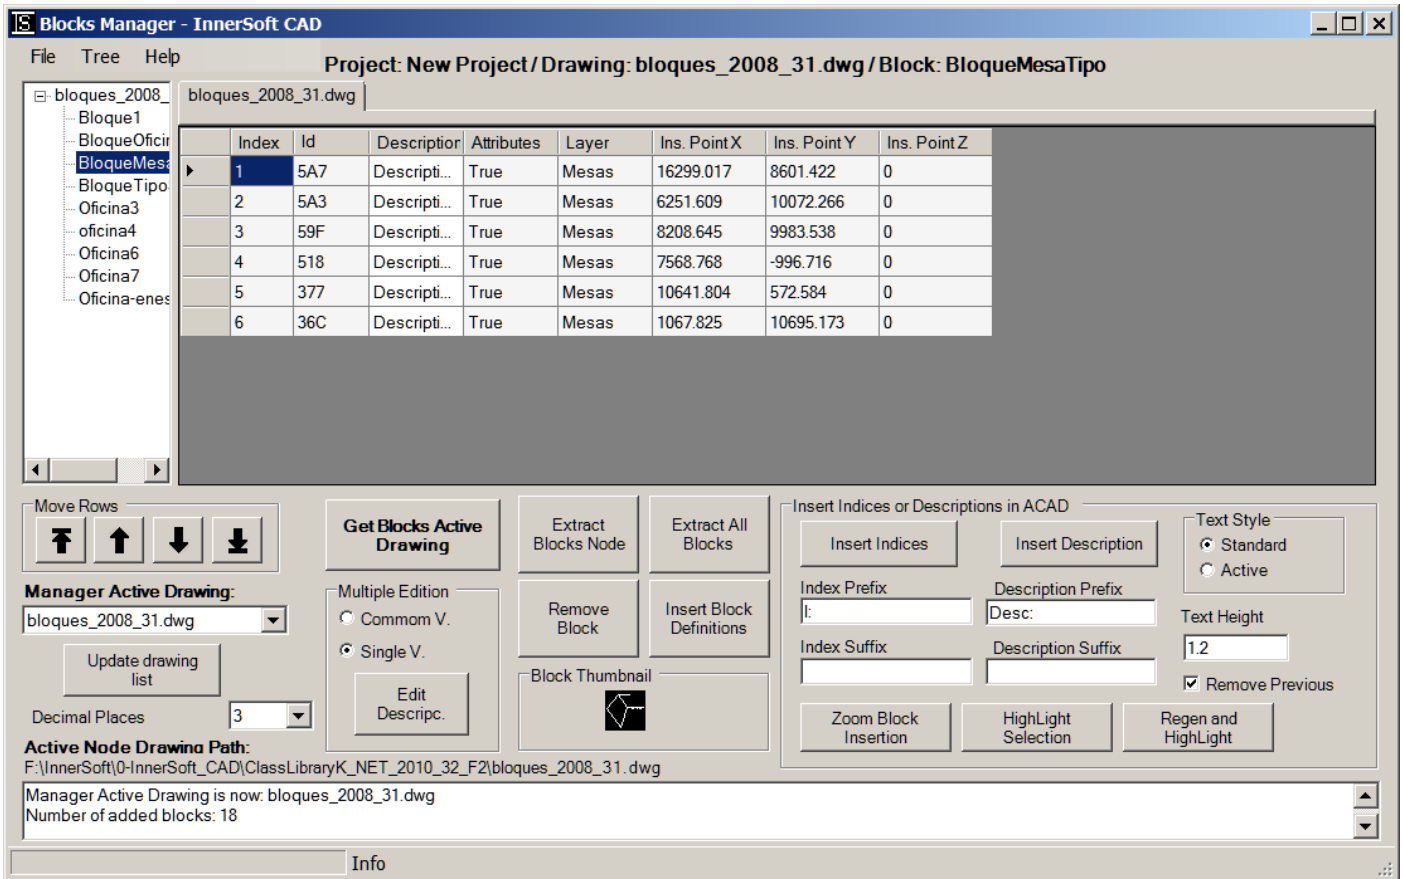 Blocks Manager - InnerSoft CAD
File Tree Help
Project: New Project / Drawing: bloques_2008_31.dwg / Block: BloqueMesaTipo
bloques_2008_
Bloque1
BloqueOficir
BloqueMesa
BloqueTipo
Oficina3
oficina4
Oficina6
Oficina7
Oficina-enes
bloques_2008_31.dwg
Index Id Description Attributes Layer Ins. Point X Ins. Point Y Ins. Point Z
1 5A7 Descripti... True Mesas 16299.017 8601.422 0
2 5A3 Descripti... True Mesas 6251.609 10072.266 0
3 59F Descripti... True Mesas 8208.645 9983.538 0
4 518 Descripti... True Mesas 7568.768 -996.716 0
5 377 Descripti... True Mesas 10641.804 572.584 0
6 36C Descripti... True Mesas 1067.825 10695.173 0
Move Rows
Manager Active Drawing:
bloques_2008_31.dwg
Update drawing
list
Decimal Places 3
Get Blocks Active
Drawing
Multiple Edition
Commom V.
Single V.
Edit
Descripc.
Extract
Blocks Node
Extract All
Blocks
Remove
Block
Insert Block
Definitions
Block Thumbnail
Insert Indices or Descriptions in ACAD
Insert Indices
Insert Description
Index Prefix
I:
Description Prefix
Desc:
Index Suffix
Description Suffix
Text Style
Standard
Active
Text Height
1.2
Remove Previous
Zoom Block
Insertion
HighLight
Selection
Regen and
HighLight
Active Node Drawing Path:
F:\InnerSoft\0-InnerSoft_CAD\ClassLibraryK_NET_2010_32_F2\bloques_2008_31.dwg
Manager Active Drawing is now: bloques_2008_31.dwg
Number of added blocks: 18
Info